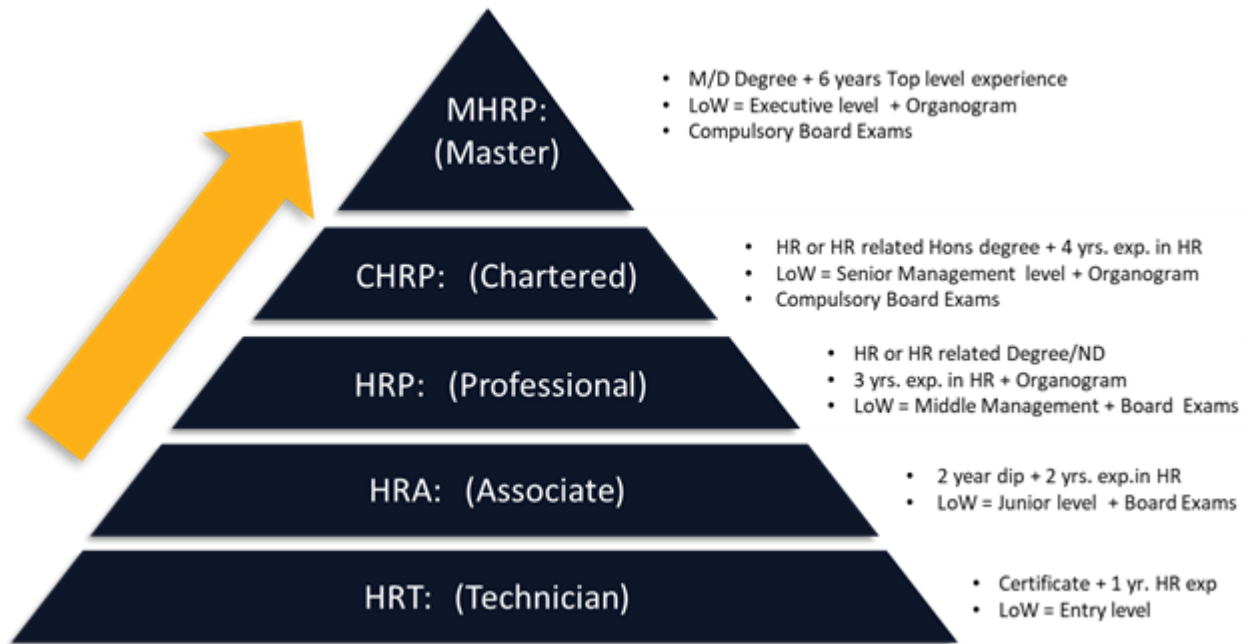 MHRP:
(Master)
• M/D Degree + 6 years Top level experience
• LoW = Executive level + Organogram
• Compulsory Board Exams
CHRP: (Chartered)
• HR or HR related Hons degree + 4 yrs. exp. in HR
• LoW = Senior Management level + Organogram
• Compulsory Board Exams
HRP: (Professional)
• HR or HR related Degree/ND
• 3 yrs. exp. in HR + Organogram
• LoW = Middle Management + Board Exams
HRA: (Associate)
• 2 year dip + 2 yrs. exp.in HR
• LoW = Junior level + Board Exams
HRT: (Technician)
• Certificate + 1 yr. HR exp
• LoW = Entry level